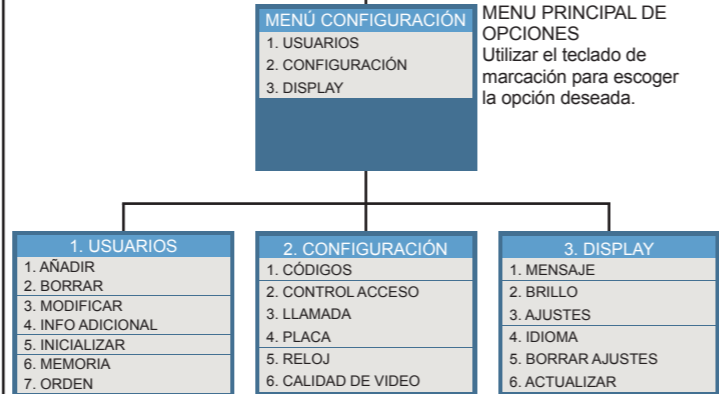 MENÚ CONFIGURACIÓN
1. USUARIOS
2. CONFIGURACIÓN
3. DISPLAY
MENU PRINCIPAL DE
OPCIONES
Utilizar el teclado de
marcación para escoger
la opción deseada.
1. USUARIOS
1. AÑADIR
2. BORRAR
3. MODIFICAR
4. INFO ADICIONAL
5. INICIALIZAR
6. MEMORIA
7. ORDEN
2. CONFIGURACIÓN
1. CÓDIGOS
2. CONTROL ACCESO
3. LLAMADA
4. PLACA
5. RELOJ
6. CALIDAD DE VIDEO
3. DISPLAY
1. MENSAJE
2. BRILLO
3. AJUSTES
4. IDIOMA
5. BORRAR AJUSTES
6. ACTUALIZAR